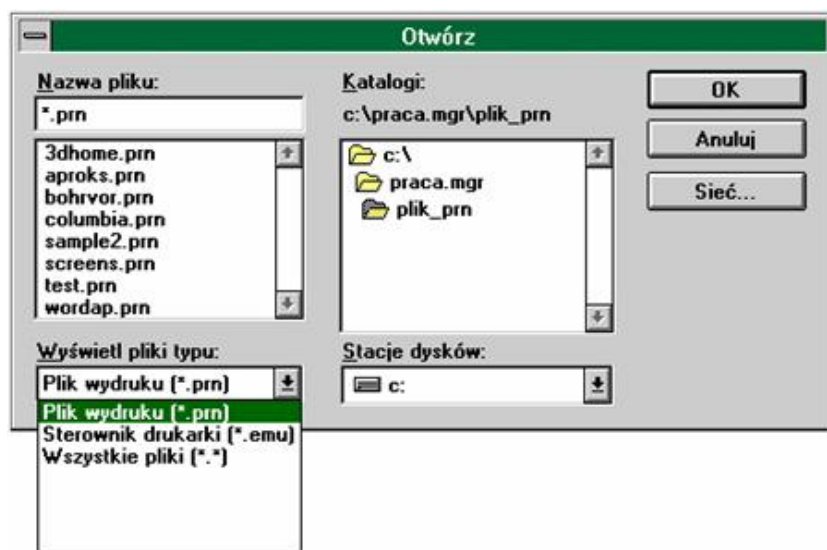 Otwórz
Nazwa pliku:
*.prn
3dhome.prn
aproks.prn
bohrvor.prn
columbia.prn
sample2.prn
screens.prn
test.prn
wordap.prn
Wyświetl pliki typu:
Plik wydruku (*.prn)
Plik wydruku (*.prn)
Sterownik drukarki (*.emu)
Wszystkie pliki (*.*)
Katalogi:
c:\praca.mgr\plik_prn
c:\
praca.mgr
plik_prn
Stacje dysków:
c:
OK
Anuluj
Sieć...